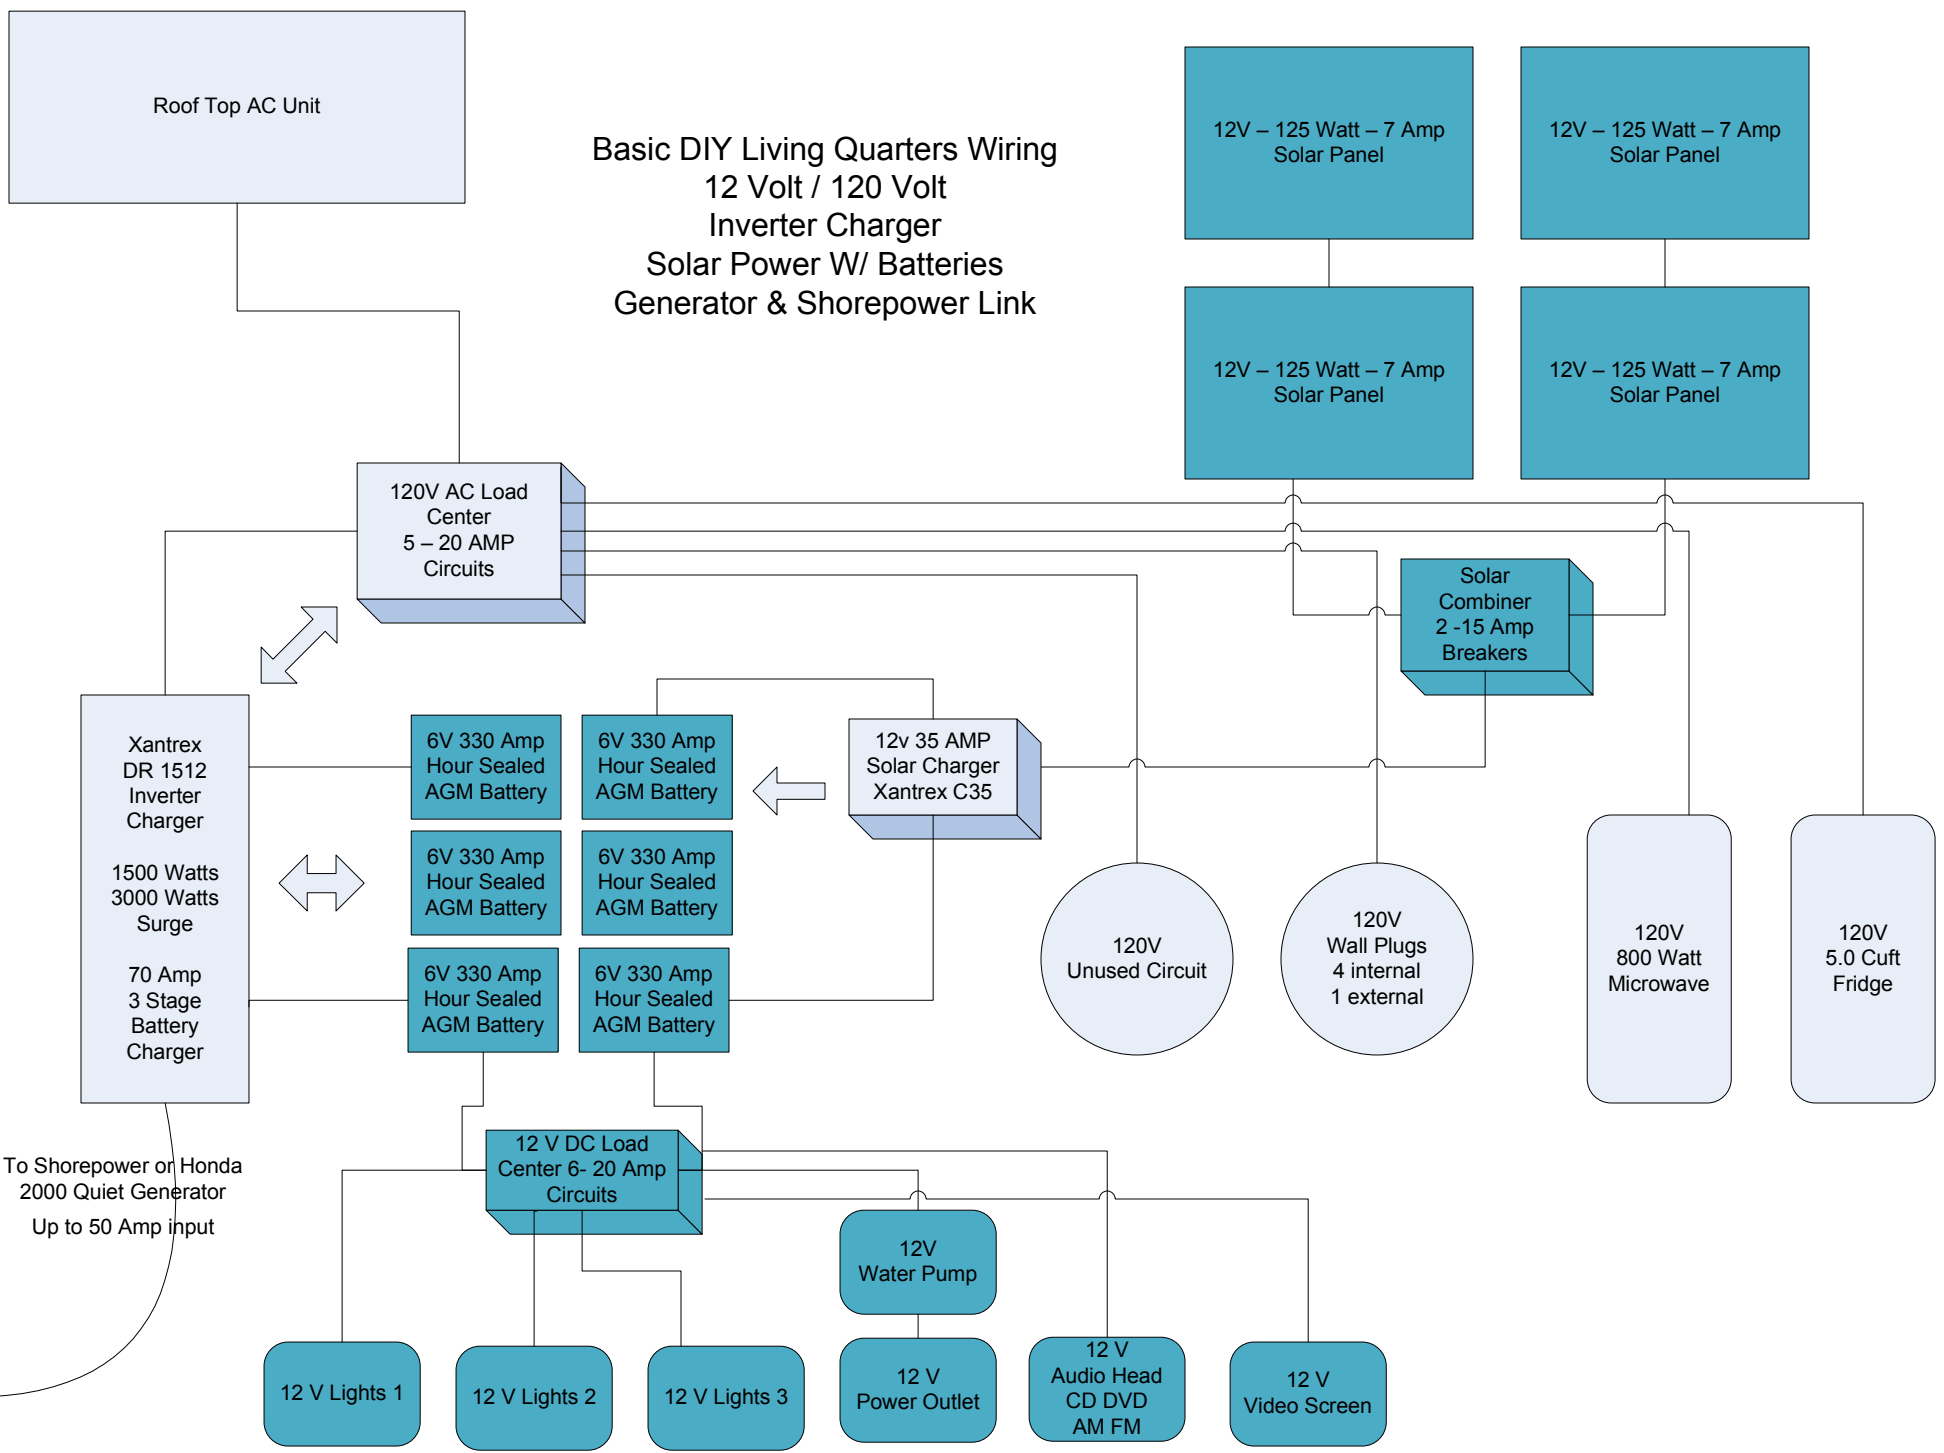 Roof Top AC Unit
Basic DIY Living Quarters Wiring
12 Volt / 120 Volt
Inverter Charger
Solar Power W/ Batteries
Generator & Shorepower Link
12V – 125 Watt – 7 Amp
Solar Panel
12V – 125 Watt – 7 Amp
Solar Panel
12V – 125 Watt – 7 Amp
Solar Panel
12V – 125 Watt – 7 Amp
Solar Panel
120V AC Load
Center
5 – 20 AMP
Circuits
Solar
Combiner
2 -15 Amp
Breakers
Xantrex
DR 1512
Inverter
Charger
1500 Watts
3000 Watts
Surge
70 Amp
3 Stage
Battery
Charger
6V 330 Amp
Hour Sealed
AGM Battery
6V 330 Amp
Hour Sealed
AGM Battery
12v 35 AMP
Solar Charger
Xantrex C35
6V 330 Amp
Hour Sealed
AGM Battery
6V 330 Amp
Hour Sealed
AGM Battery
6V 330 Amp
Hour Sealed
AGM Battery
6V 330 Amp
Hour Sealed
AGM Battery
120V
Unused Circuit
120V
Wall Plugs
4 internal
1 external
120V
800 Watt
Microwave
120V
5.0 Cuft
Fridge
To Shorepower or Honda
2000 Quiet Generator
Up to 50 Amp input
12 V DC Load
Center 6- 20 Amp
Circuits
12V
Water Pump
12 V Lights 1
12 V Lights 2
12 V Lights 3
12 V
Power Outlet
12 V
Audio Head
CD DVD
AM FM
12 V
Video Screen